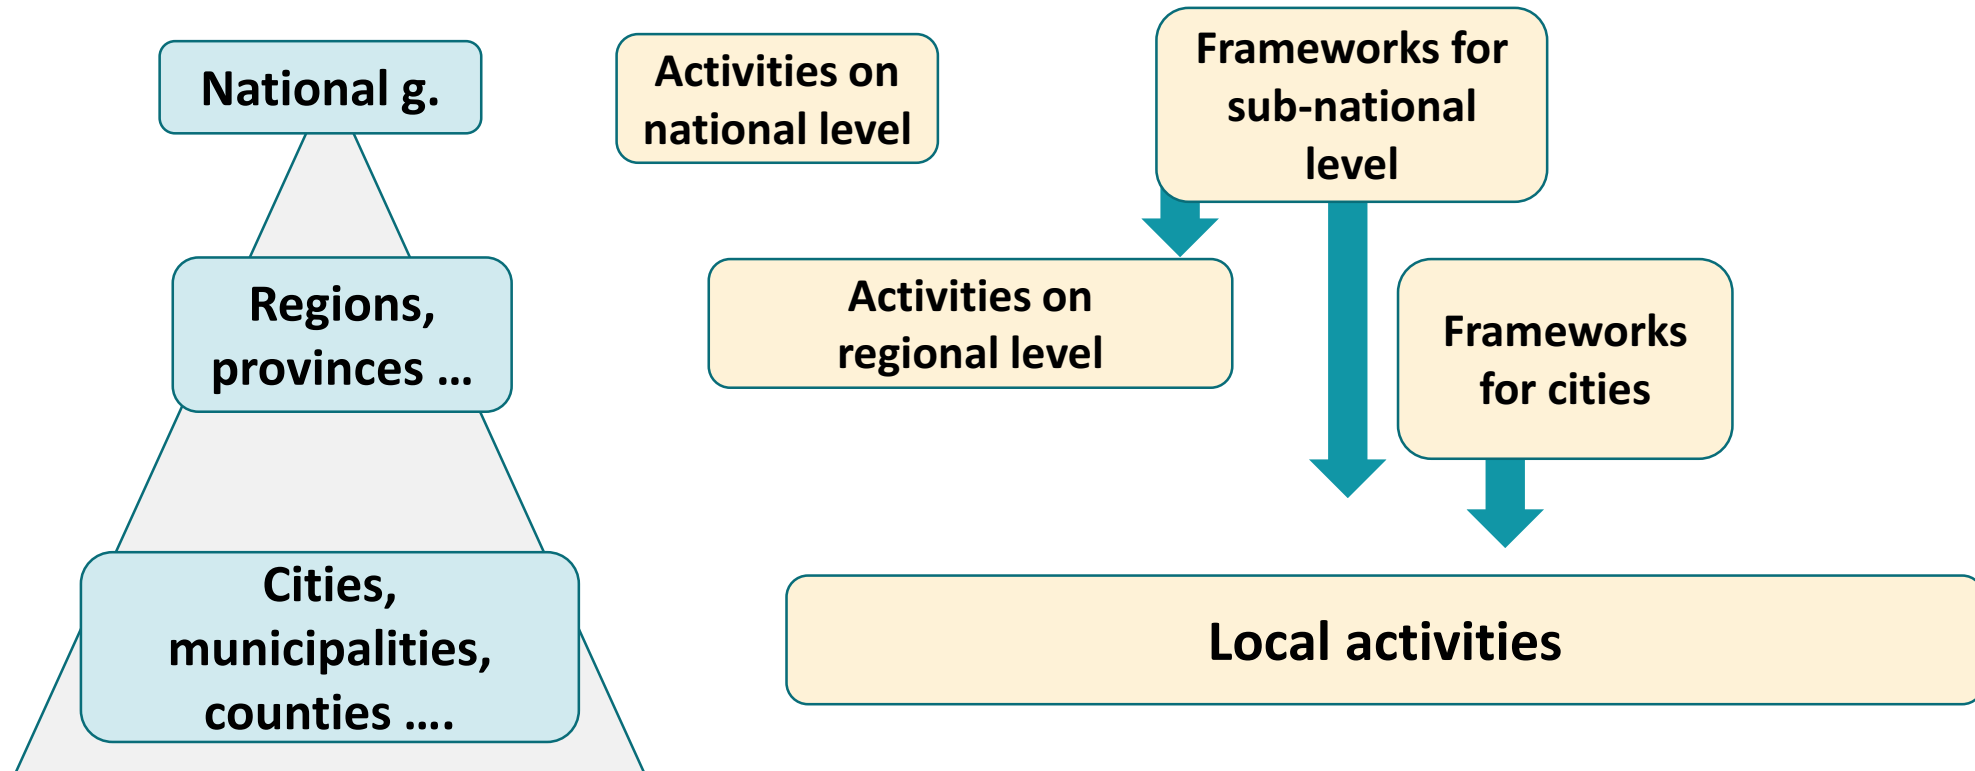 National g.
Activities on
national level
Frameworks for
sub-national
level
Regions,
provinces ...
Activities on
regional level
Frameworks
for cities
Cities,
municipalities,
counties ....
Local activities